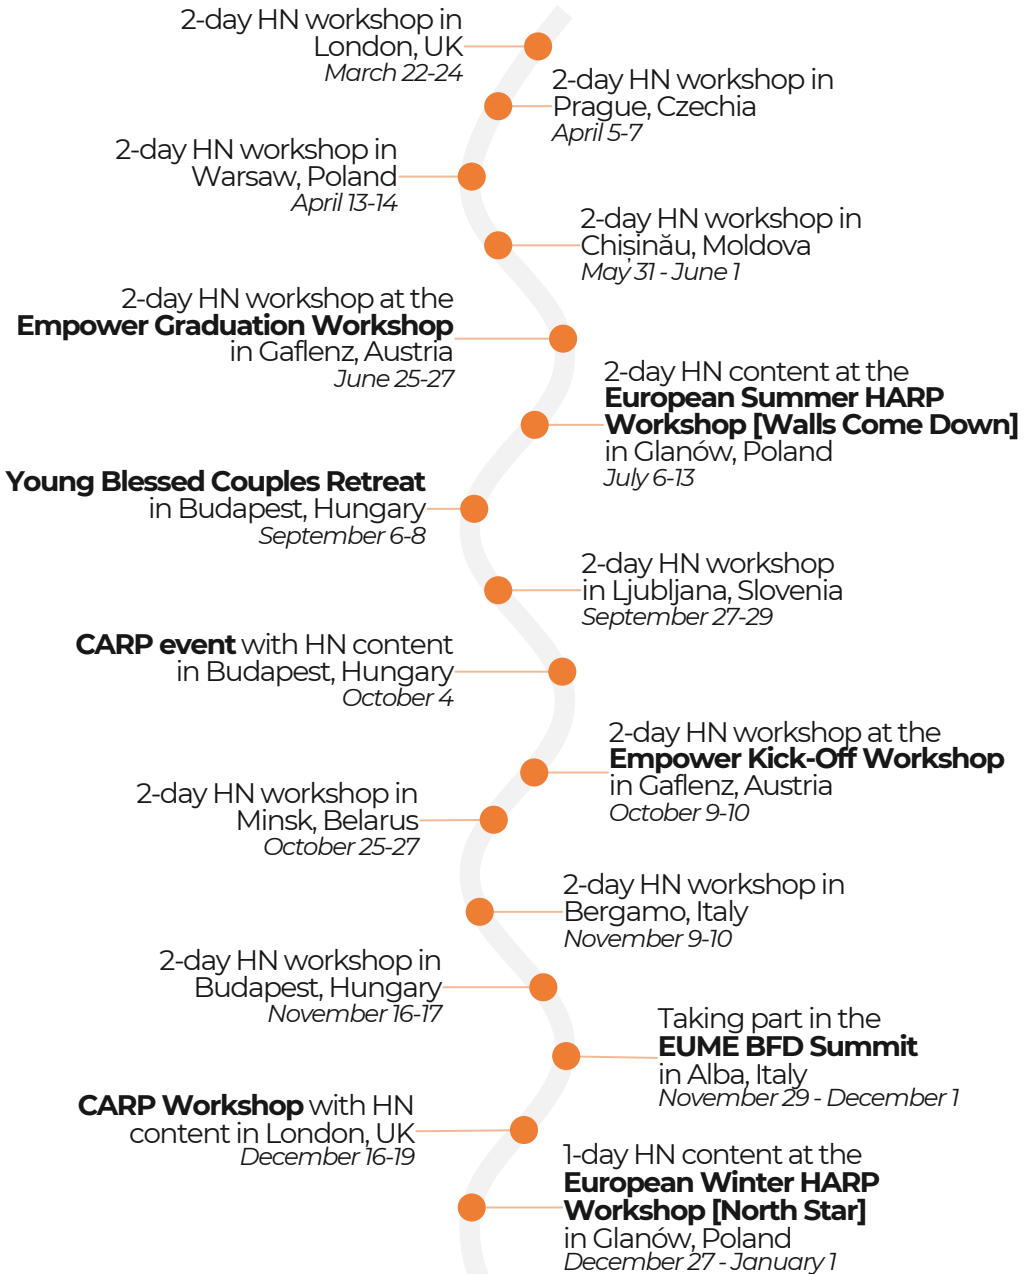 2-day HN workshop in
London, UK
March 22-24
2-day HN workshop in
Prague, Czechia
April 5-7
2-day HN workshop in
Warsaw, Poland
April 13-14
2-day HN workshop in
Chișinău, Moldova
May 31 - June 1
2-day HN workshop at the
Empower Graduation Workshop
in Gaflenz, Austria
June 25-27
2-day HN content at the
European Summer HARP
Workshop [Walls Come Down]
in Glanów, Poland
July 6-13
Young Blessed Couples Retreat
in Budapest, Hungary
September 6-8
2-day HN workshop
in Ljubljana, Slovenia
September 27-29
CARP event with HN content
in Budapest, Hungary
October 4
2-day HN workshop at the
Empower Kick-Off Workshop
in Gaflenz, Austria
October 9-10
2-day HN workshop in
Minsk, Belarus
October 25-27
2-day HN workshop in
Bergamo, Italy
November 9-10
2-day HN workshop in
Budapest, Hungary
November 16-17
Taking part in the
EUME BFD Summit
in Alba, Italy
November 29 - December 1
CARP Workshop with HN
content in London, UK
December 16-19
1-day HN content at the
European Winter HARP
Workshop [North Star]
in Glanów, Poland
December 27 - January 1